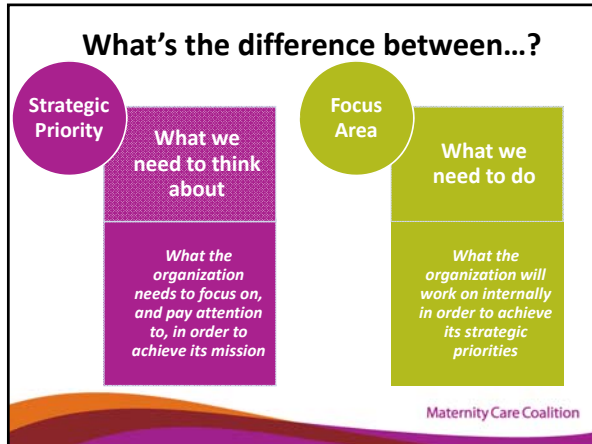 What's the difference between...?
Strategic
Priority
What we
need to think
about
What the
organization
needs to focus on,
and pay attention
to, in order to
achieve its mission
Focus
Area
What we
need to do
What the
organization will
work on internally
in order to achieve
its strategic
priorities
Maternity Care Coalition